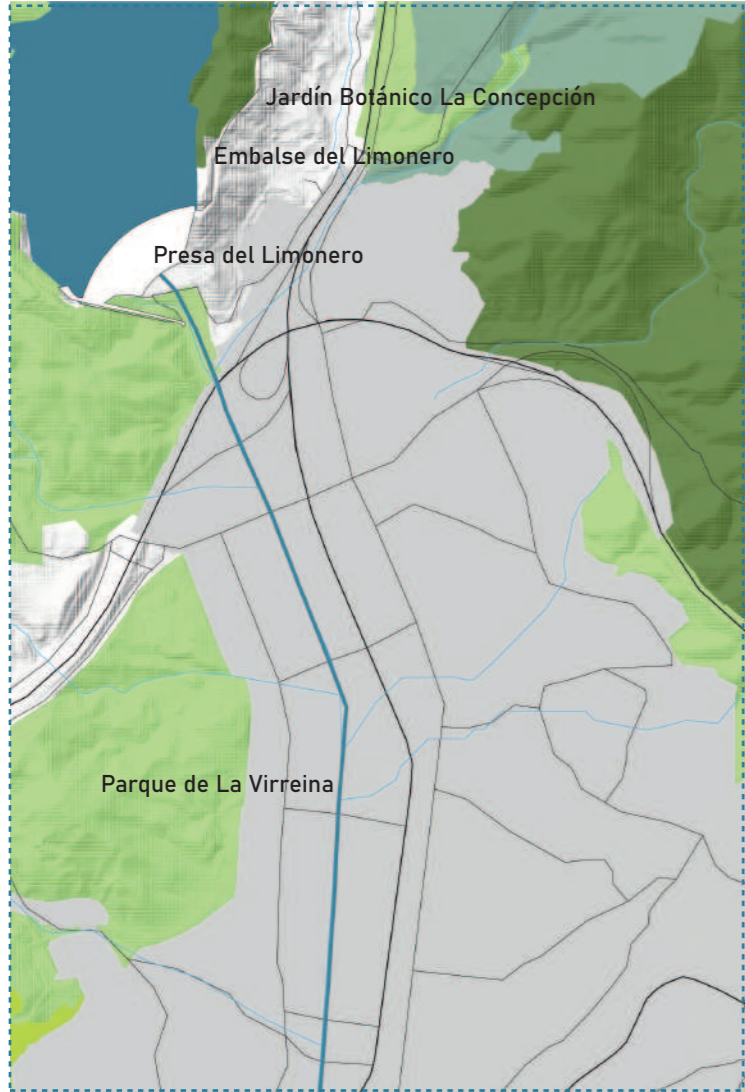 Jardín Botánico La Concepción
Embalse del Limonero
Presa del Limonero
Parque de La Virreina